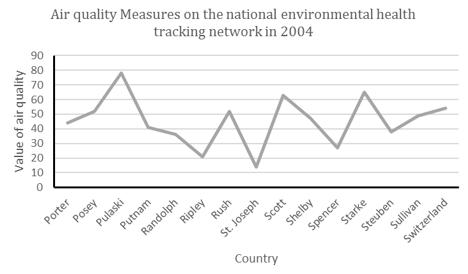 Air quality Measures on the national environmental health
tracking network in 2004
Value of air quality
90
80
70
60
50
40
30
20
10
0
Porter
Posey
Pulaski
Putnam
Randolph
Ripley
Rush
St. Joseph
Scott
Shelby
Spencer
Starke
Steuben
Sullivan
Switzerland
Country